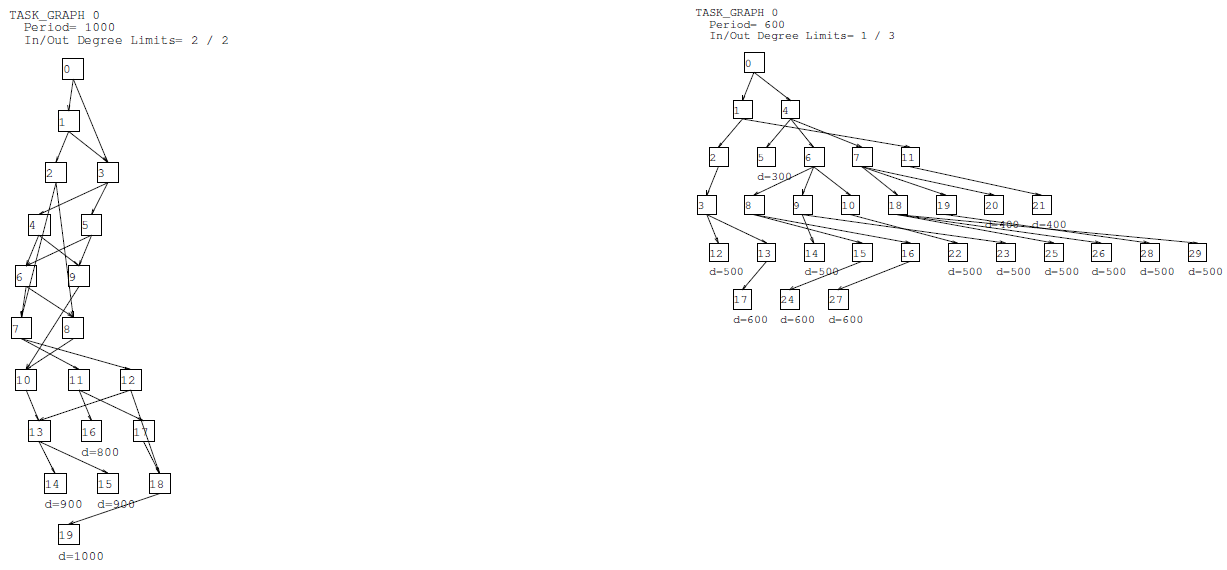 TASK_GRAPH 0
Period= 1000
In/Out Degree Limits= 2 / 2
0
1
2 3
4 5
6 9
7 8
10 11 12
13 16 17
d=800
14 15 18
d=900 d=900
19
d=1000
TASK_GRAPH 0
Period= 600
In/Out Degree Limits= 1 / 3
0
1 4
2 5 6 7 11
d=300
3 8 9 10 18 19 20 21
d=400 d=400
12 13 14 15 16 22 23 25 26 28 29
d=500 d=500 d=500 d=500 d=500 d=500 d=500 d=500
17 24 27
d=600 d=600 d=600